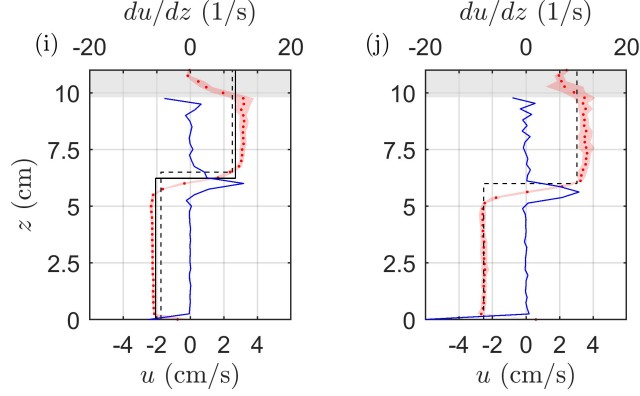 du/dz (1/s) du/dz (1/s)
(i) -20 0 20 (j) -20 0 20
10 10
7.5 7.5
z (cm)
5 5
2.5 2.5
0 0
-4 -2 0 2 4 -4 -2 0 2 4
u (cm/s) u (cm/s)